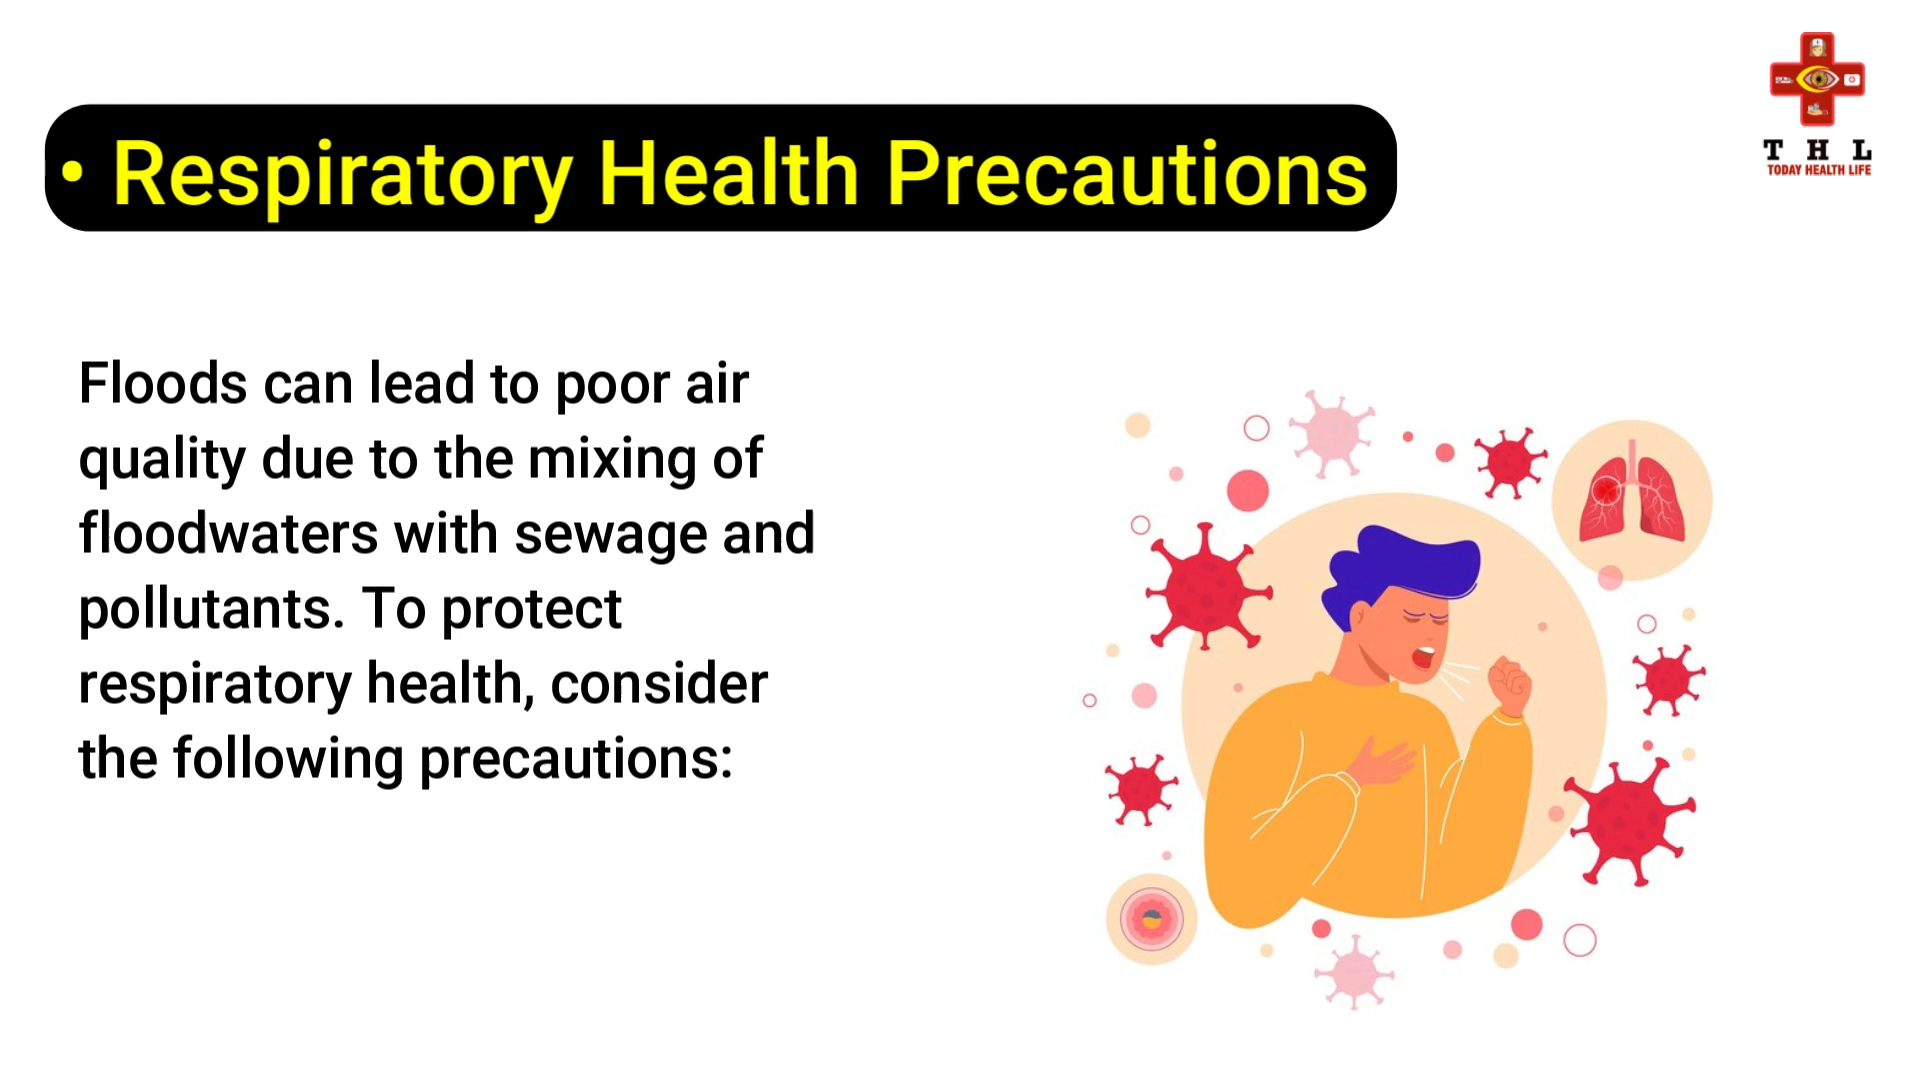 • Respiratory Health Precautions
T H L
TODAY HEALTH LIFE
Floods can lead to poor air
quality due to the mixing of
floodwaters with sewage and
pollutants. To protect
respiratory health, consider
the following precautions: